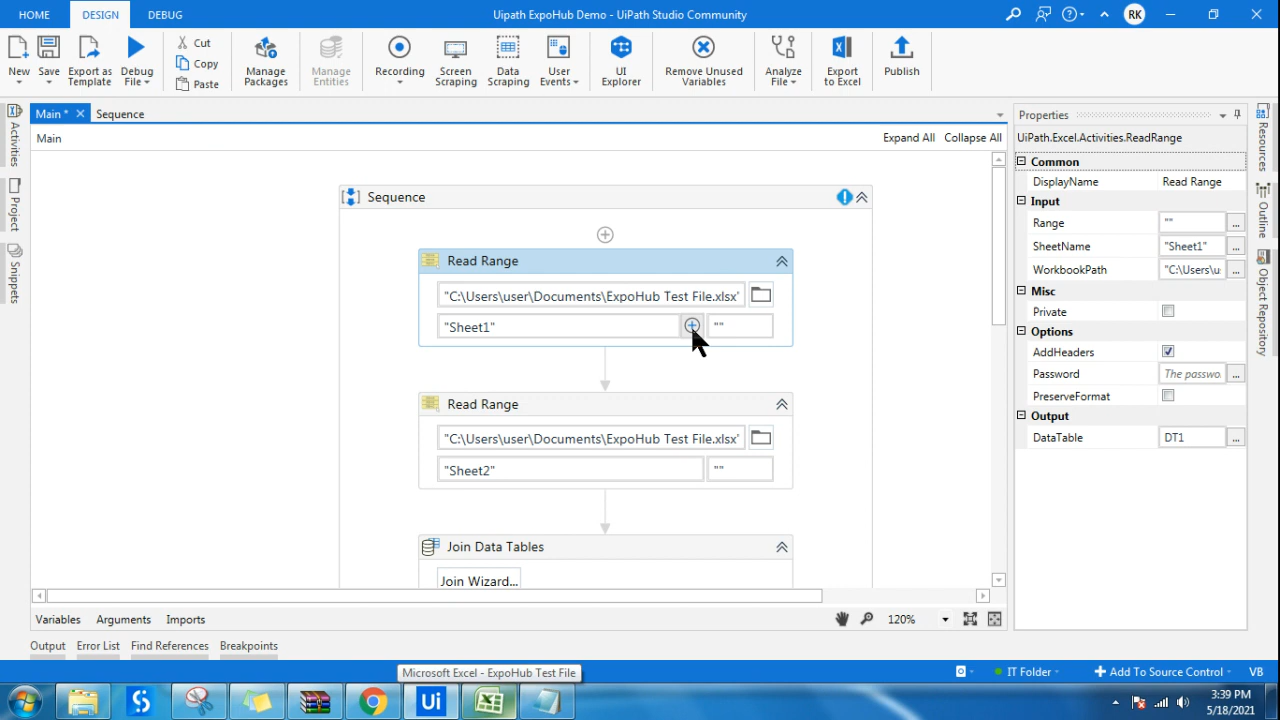 HOME DESIGN DEBUG Uipath ExpoHub Demo - UiPath Studio Community RK
New Save Export as Template Debug File Cut Copy Paste Manage Packages Manage Entities Recording Screen Scraping Data Scraping User Events UI Explorer Remove Unused Variables Analyze File Export to Excel Publish
Main * Sequence
Main Expand All Collapse All
Activities
Project
Snippets
Sequence
Read Range
"C:\Users\user\Documents\ExpoHub Test File.xlsx"
"Sheet1" ""
Read Range
"C:\Users\user\Documents\ExpoHub Test File.xlsx"
"Sheet2" ""
Join Data Tables
Join Wizard...
Properties
UiPath.Excel.Activities.ReadRange
Common
DisplayName Read Range
Input
Range "" ...
SheetName "Sheet1" ...
WorkbookPath "C:\Users\u ...
Misc
Private
Options
AddHeaders
Password The passwo ...
PreserveFormat
Output
DataTable DT1 ...
Resources
Outline
Object Repository
Variables Arguments Imports 120%
Output Error List Find References Breakpoints
Microsoft Excel - ExpoHub Test File
IT Folder Add To Source Control VB
Ui
3:39 PM
5/18/2021